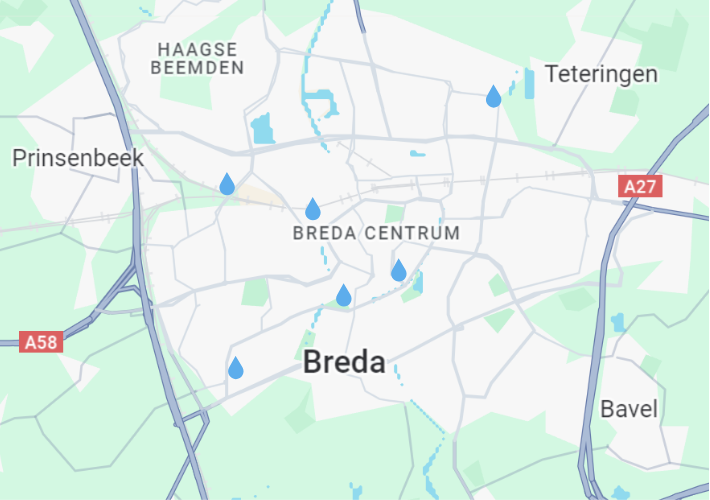 HAAGSE
BEEMDEN
Teteringen
Prinsenbeek
A27
BREDA CENTRUM
A58
Breda
Bavel